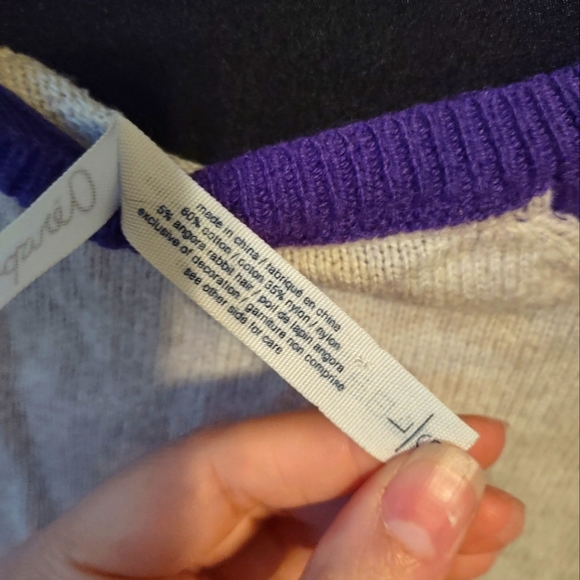 made in china / fabriqué en chine
60% cotton / coton 35% nylon / nylon
5% angora rabbit hair / poil de lapin angora
exclusive of decoration / garniture non comprise
see other side for care